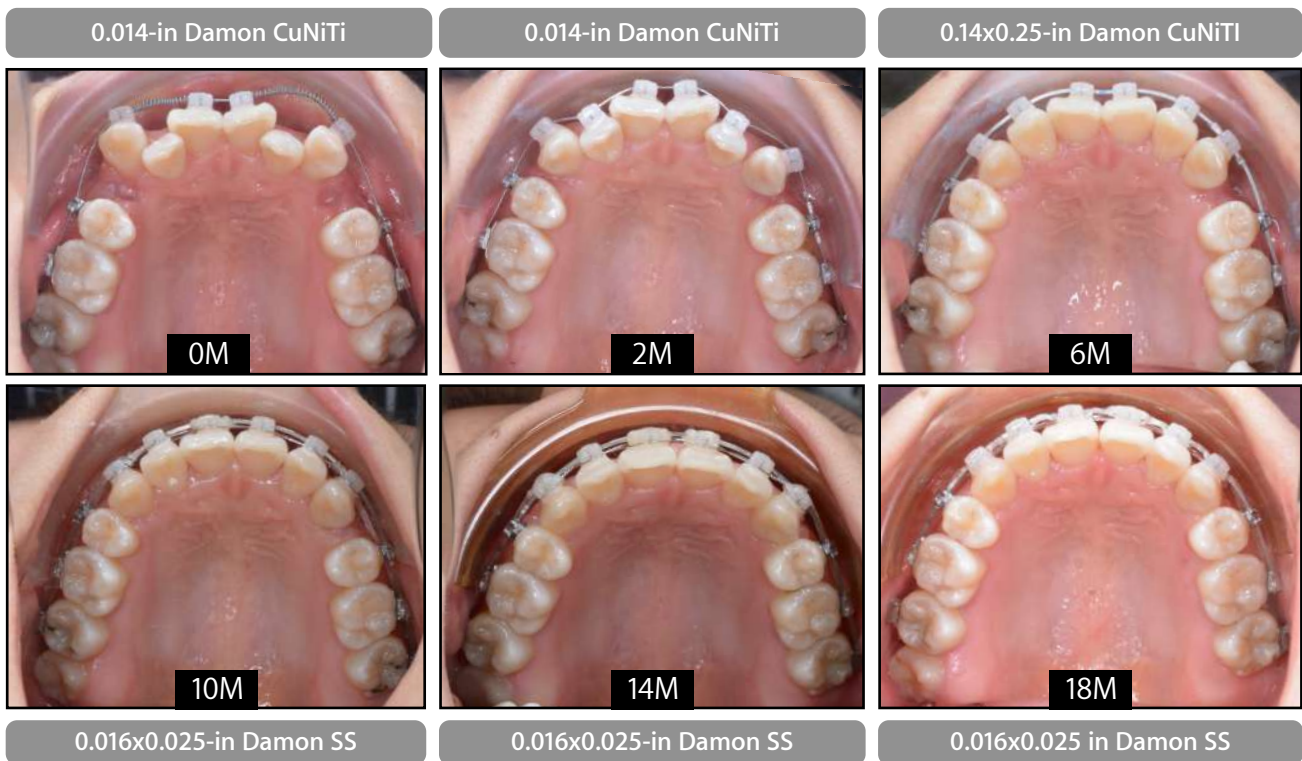 0.014-in Damon CuNiTi
0.014-in Damon CuNiTi
0.14x0.25-in Damon CuNiTI
0M
2M
6M
10M
14M
18M
0.016x0.025-in Damon SS
0.016x0.025-in Damon SS
0.016x0.025 in Damon SS